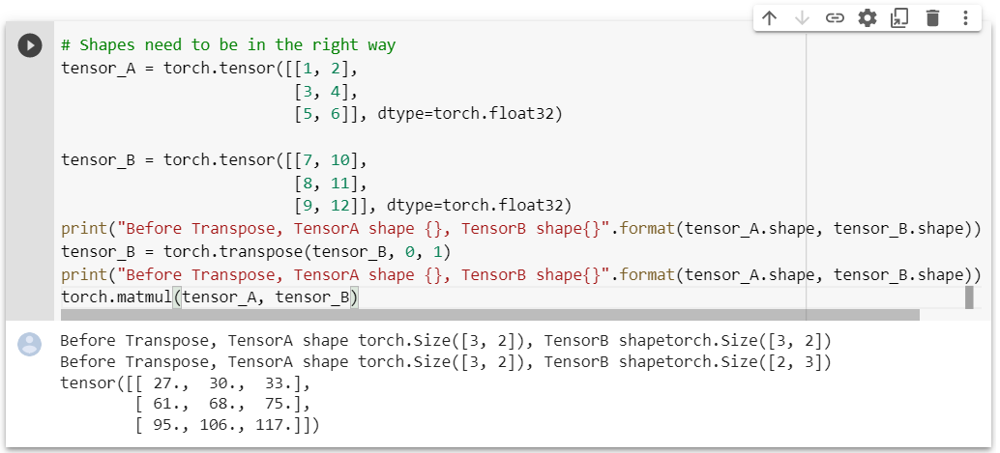 # Shapes need to be in the right way
tensor_A = torch.tensor([[1, 2],
                         [3, 4],
                         [5, 6]], dtype=torch.float32)
tensor_B = torch.tensor([[7, 10],
                         [8, 11],
                         [9, 12]], dtype=torch.float32)
print("Before Transpose, TensorA shape {}, TensorB shape{}".format(tensor_A.shape, tensor_B.shape))
tensor_B = torch.transpose(tensor_B, 0, 1)
print("Before Transpose, TensorA shape {}, TensorB shape{}".format(tensor_A.shape, tensor_B.shape))
torch.matmul(tensor_A, tensor_B)
Before Transpose, TensorA shape torch.Size([3, 2]), TensorB shapetorch.Size([3, 2])
Before Transpose, TensorA shape torch.Size([3, 2]), TensorB shapetorch.Size([2, 3])
tensor([[ 27.,  30.,  33.],
        [ 61.,  68.,  75.],
        [ 95., 106., 117.]])